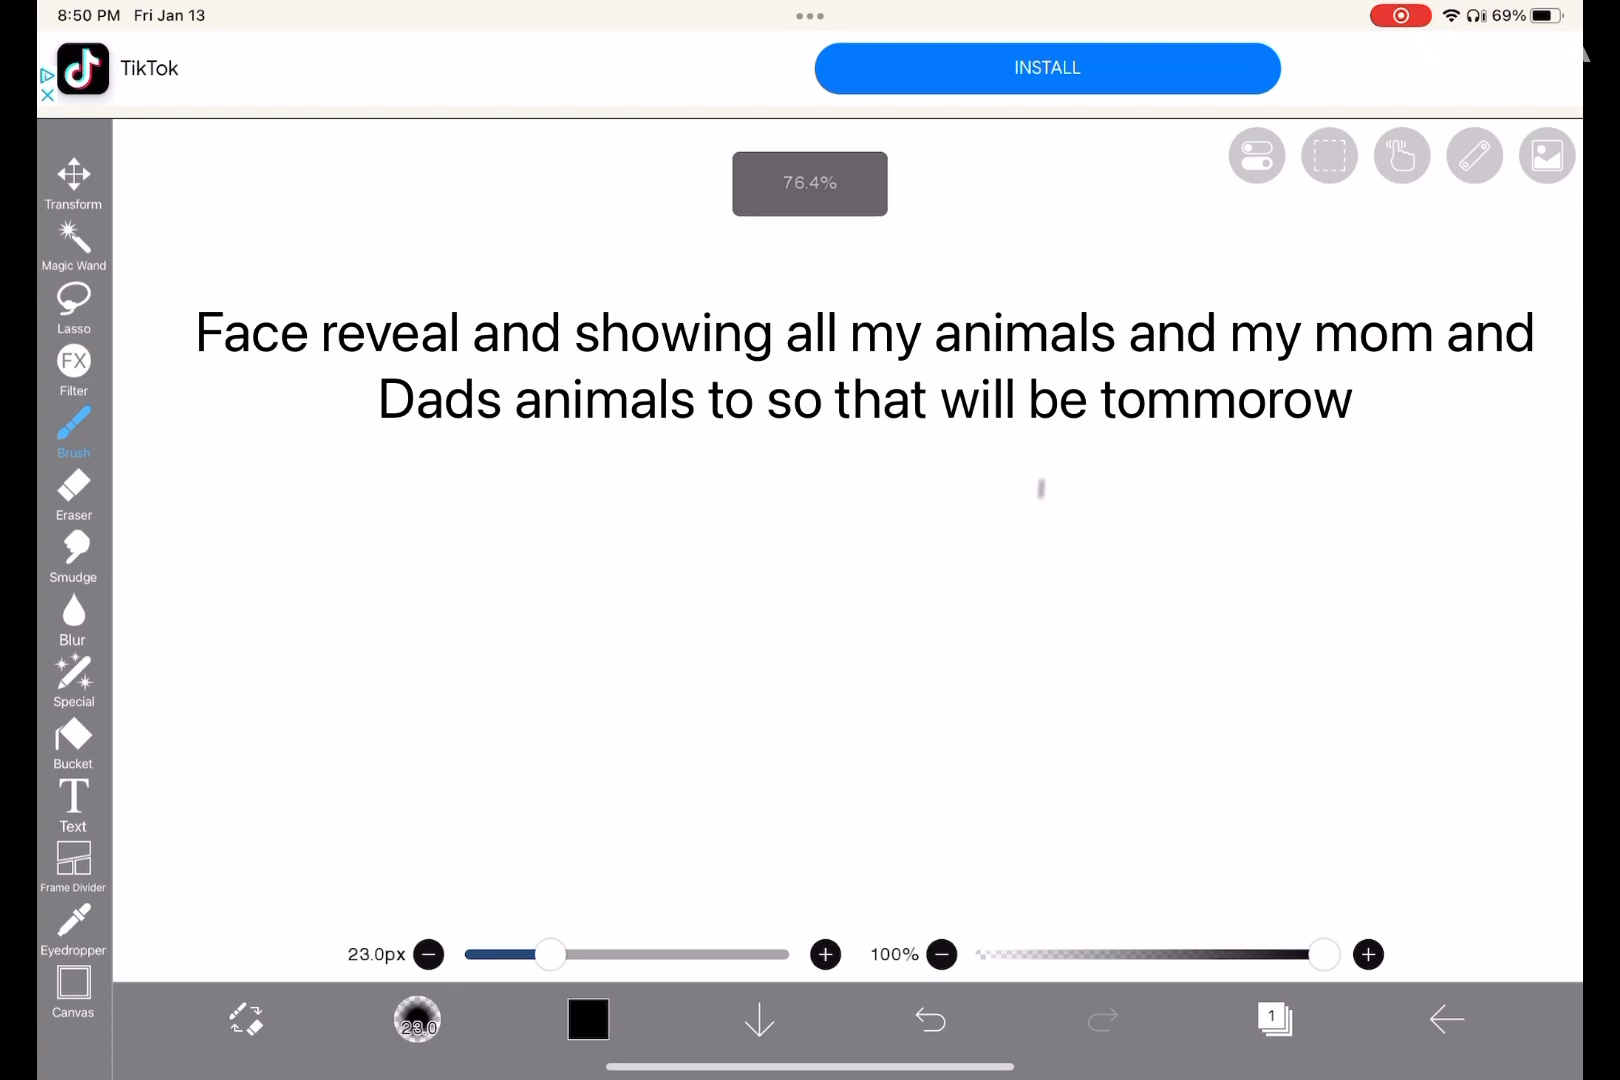 8:50 PM Fri Jan 13 69%
TikTok
INSTALL
76.4%
Transform
Magic Wand
Lasso
FX
Filter
Brush
Eraser
Smudge
Blur
Special
Bucket
T
Text
Frame Divider
Eyedropper
Canvas
Face reveal and showing all my animals and my mom and
Dads animals to so that will be tommorow
23.0px 100%
23.0
1